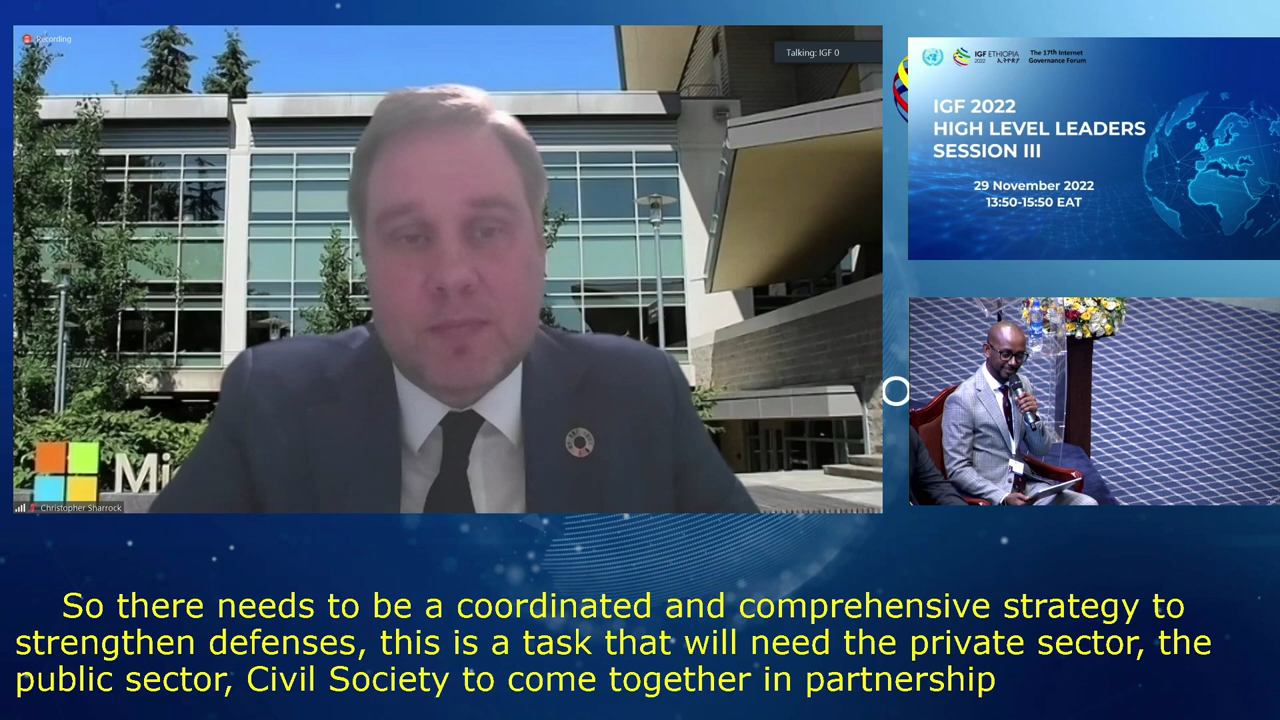 Recording
Talking: IGF 0
IGF ETHIOPIA
2022 ኢትዮጵያ
The 17th Internet
Governance Forum
IGF 2022
HIGH LEVEL LEADERS
SESSION III
29 November 2022
13:50-15:50 EAT
Mi
Christopher Sharrock
So there needs to be a coordinated and comprehensive strategy to
strengthen defenses, this is a task that will need the private sector, the
public sector, Civil Society to come together in partnership